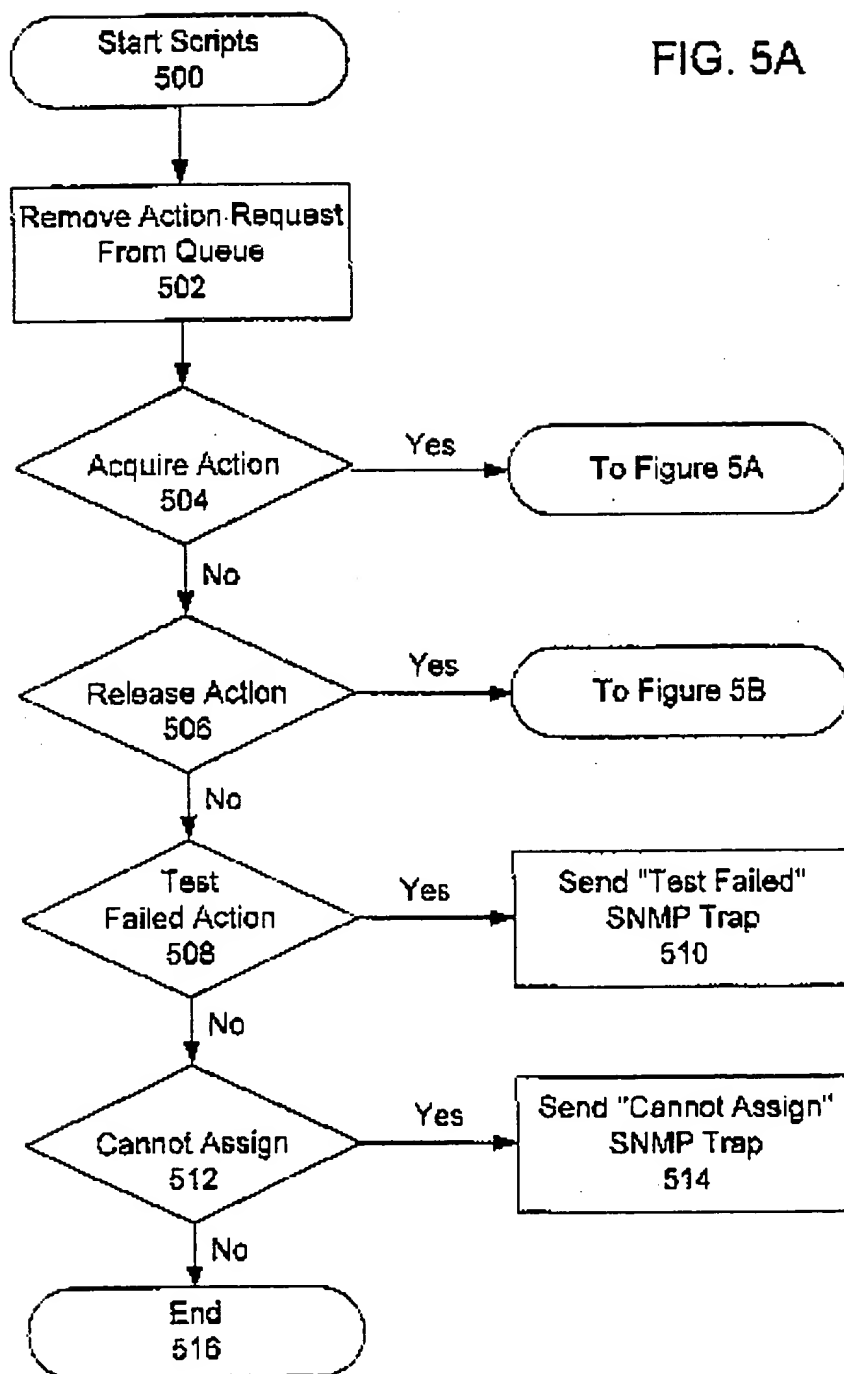 FIG. 5A
Start Scripts
500
Remove Action Request
From Queue
502
Acquire Action
504
Yes
To Figure 5A
No
Release Action
506
Yes
To Figure 5B
No
Test
Failed Action
508
Yes
Send "Test Failed"
SNMP Trap
510
No
Cannot Assign
512
Yes
Send "Cannot Assign"
SNMP Trap
514
No
End
516